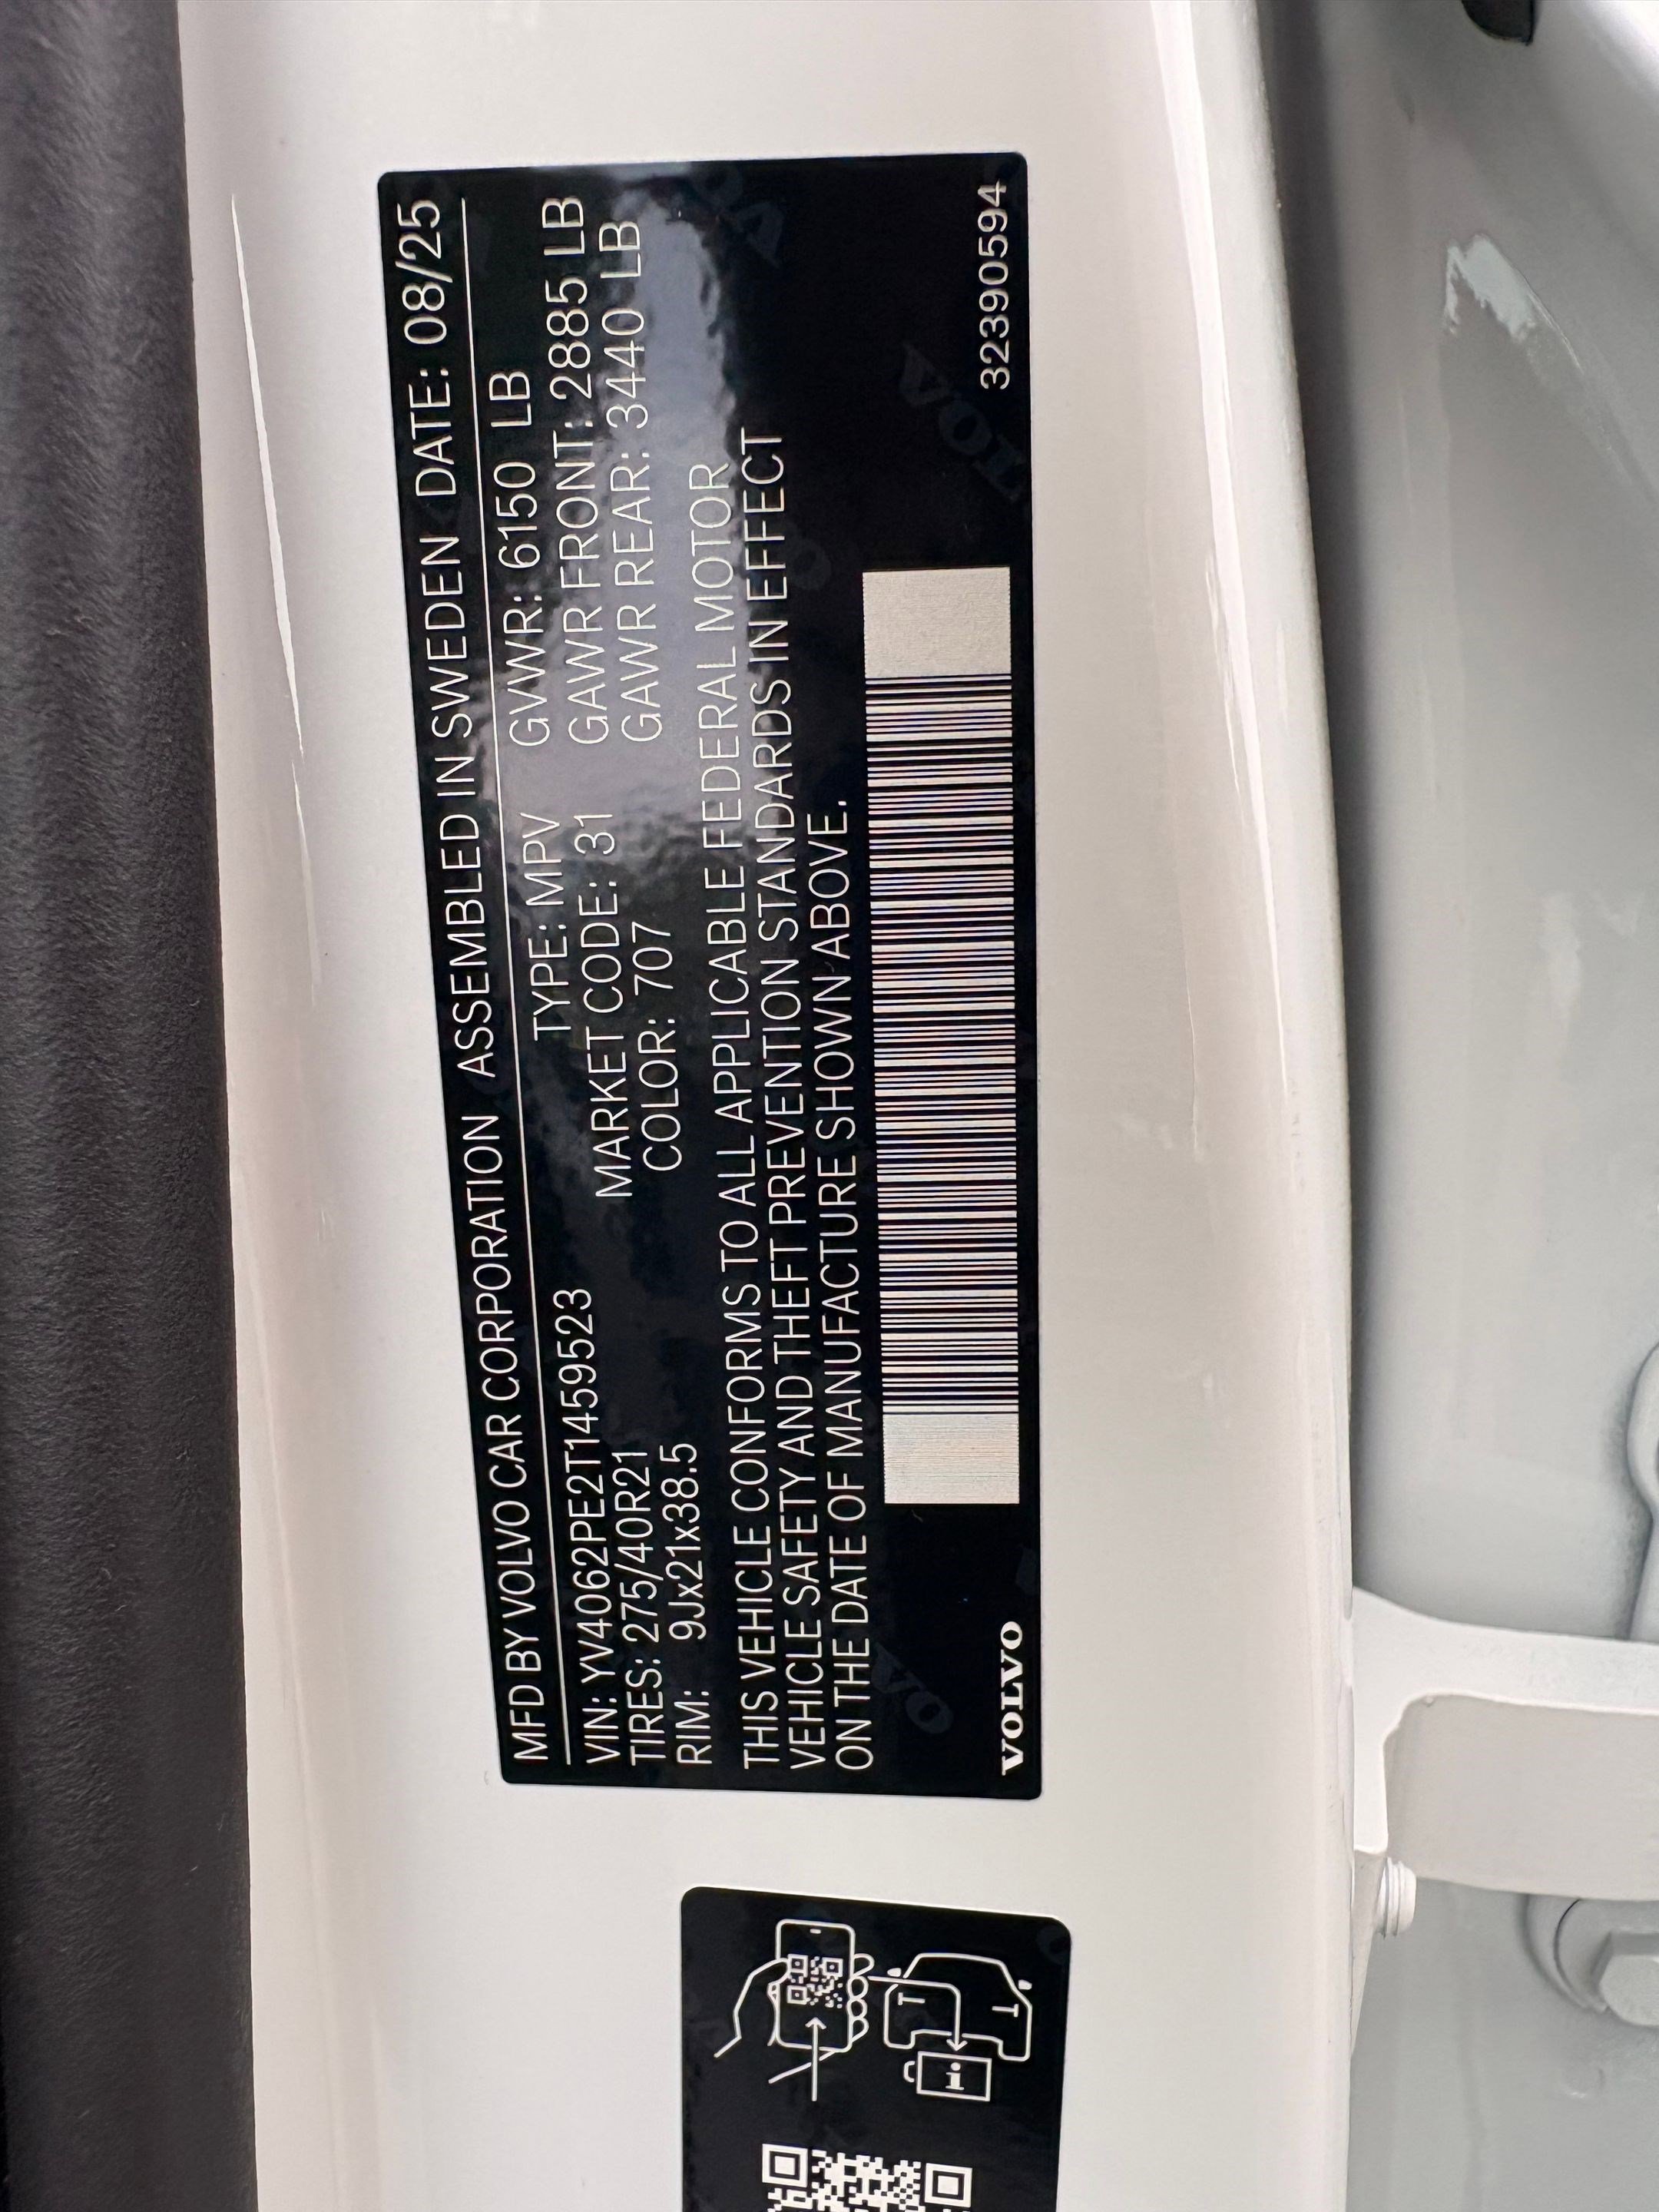 MFD BY VOLVO CAR CORPORATION ASSEMBLED IN SWEDEN DATE: 08/25
VIN: YV4062PE2T1459523 TYPE: MPV GVWR: 6150 LB
TIRES: 275/40R21 MARKET CODE: 31 GAWR FRONT: 2885 LB
RIM: 9Jx21x38.5 COLOR: 707 GAWR REAR: 3440 LB
THIS VEHICLE CONFORMS TO ALL APPLICABLE FEDERAL MOTOR
VEHICLE SAFETY AND THEFT PREVENTION STANDARDS IN EFFECT
ON THE DATE OF MANUFACTURE SHOWN ABOVE.
VOLVO 32390594
i